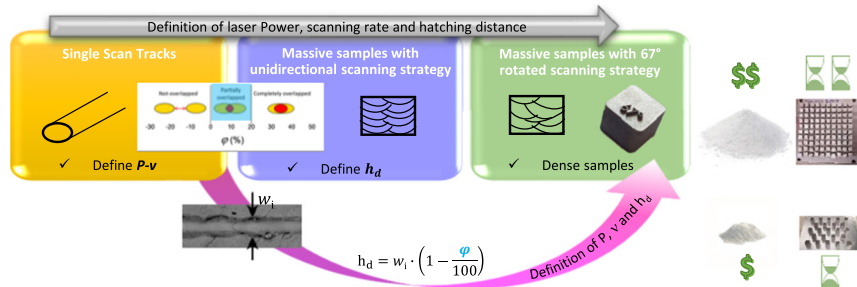 Definition of laser Power, scanning rate and hatching distance
Single Scan Tracks
Not-overlapped
Partially
overlapped
Completely overlapped
-30 -20 -10 0 10 20 30 40 50
φ (%)
✓ Define P-v
Massive samples with
unidirectional scanning strategy
✓ Define h_d
Massive samples with 67°
rotated scanning strategy
✓ Dense samples
$$
w_i
h_d = w_i · (1 − φ/100)
Definition of P, v and h_d
$